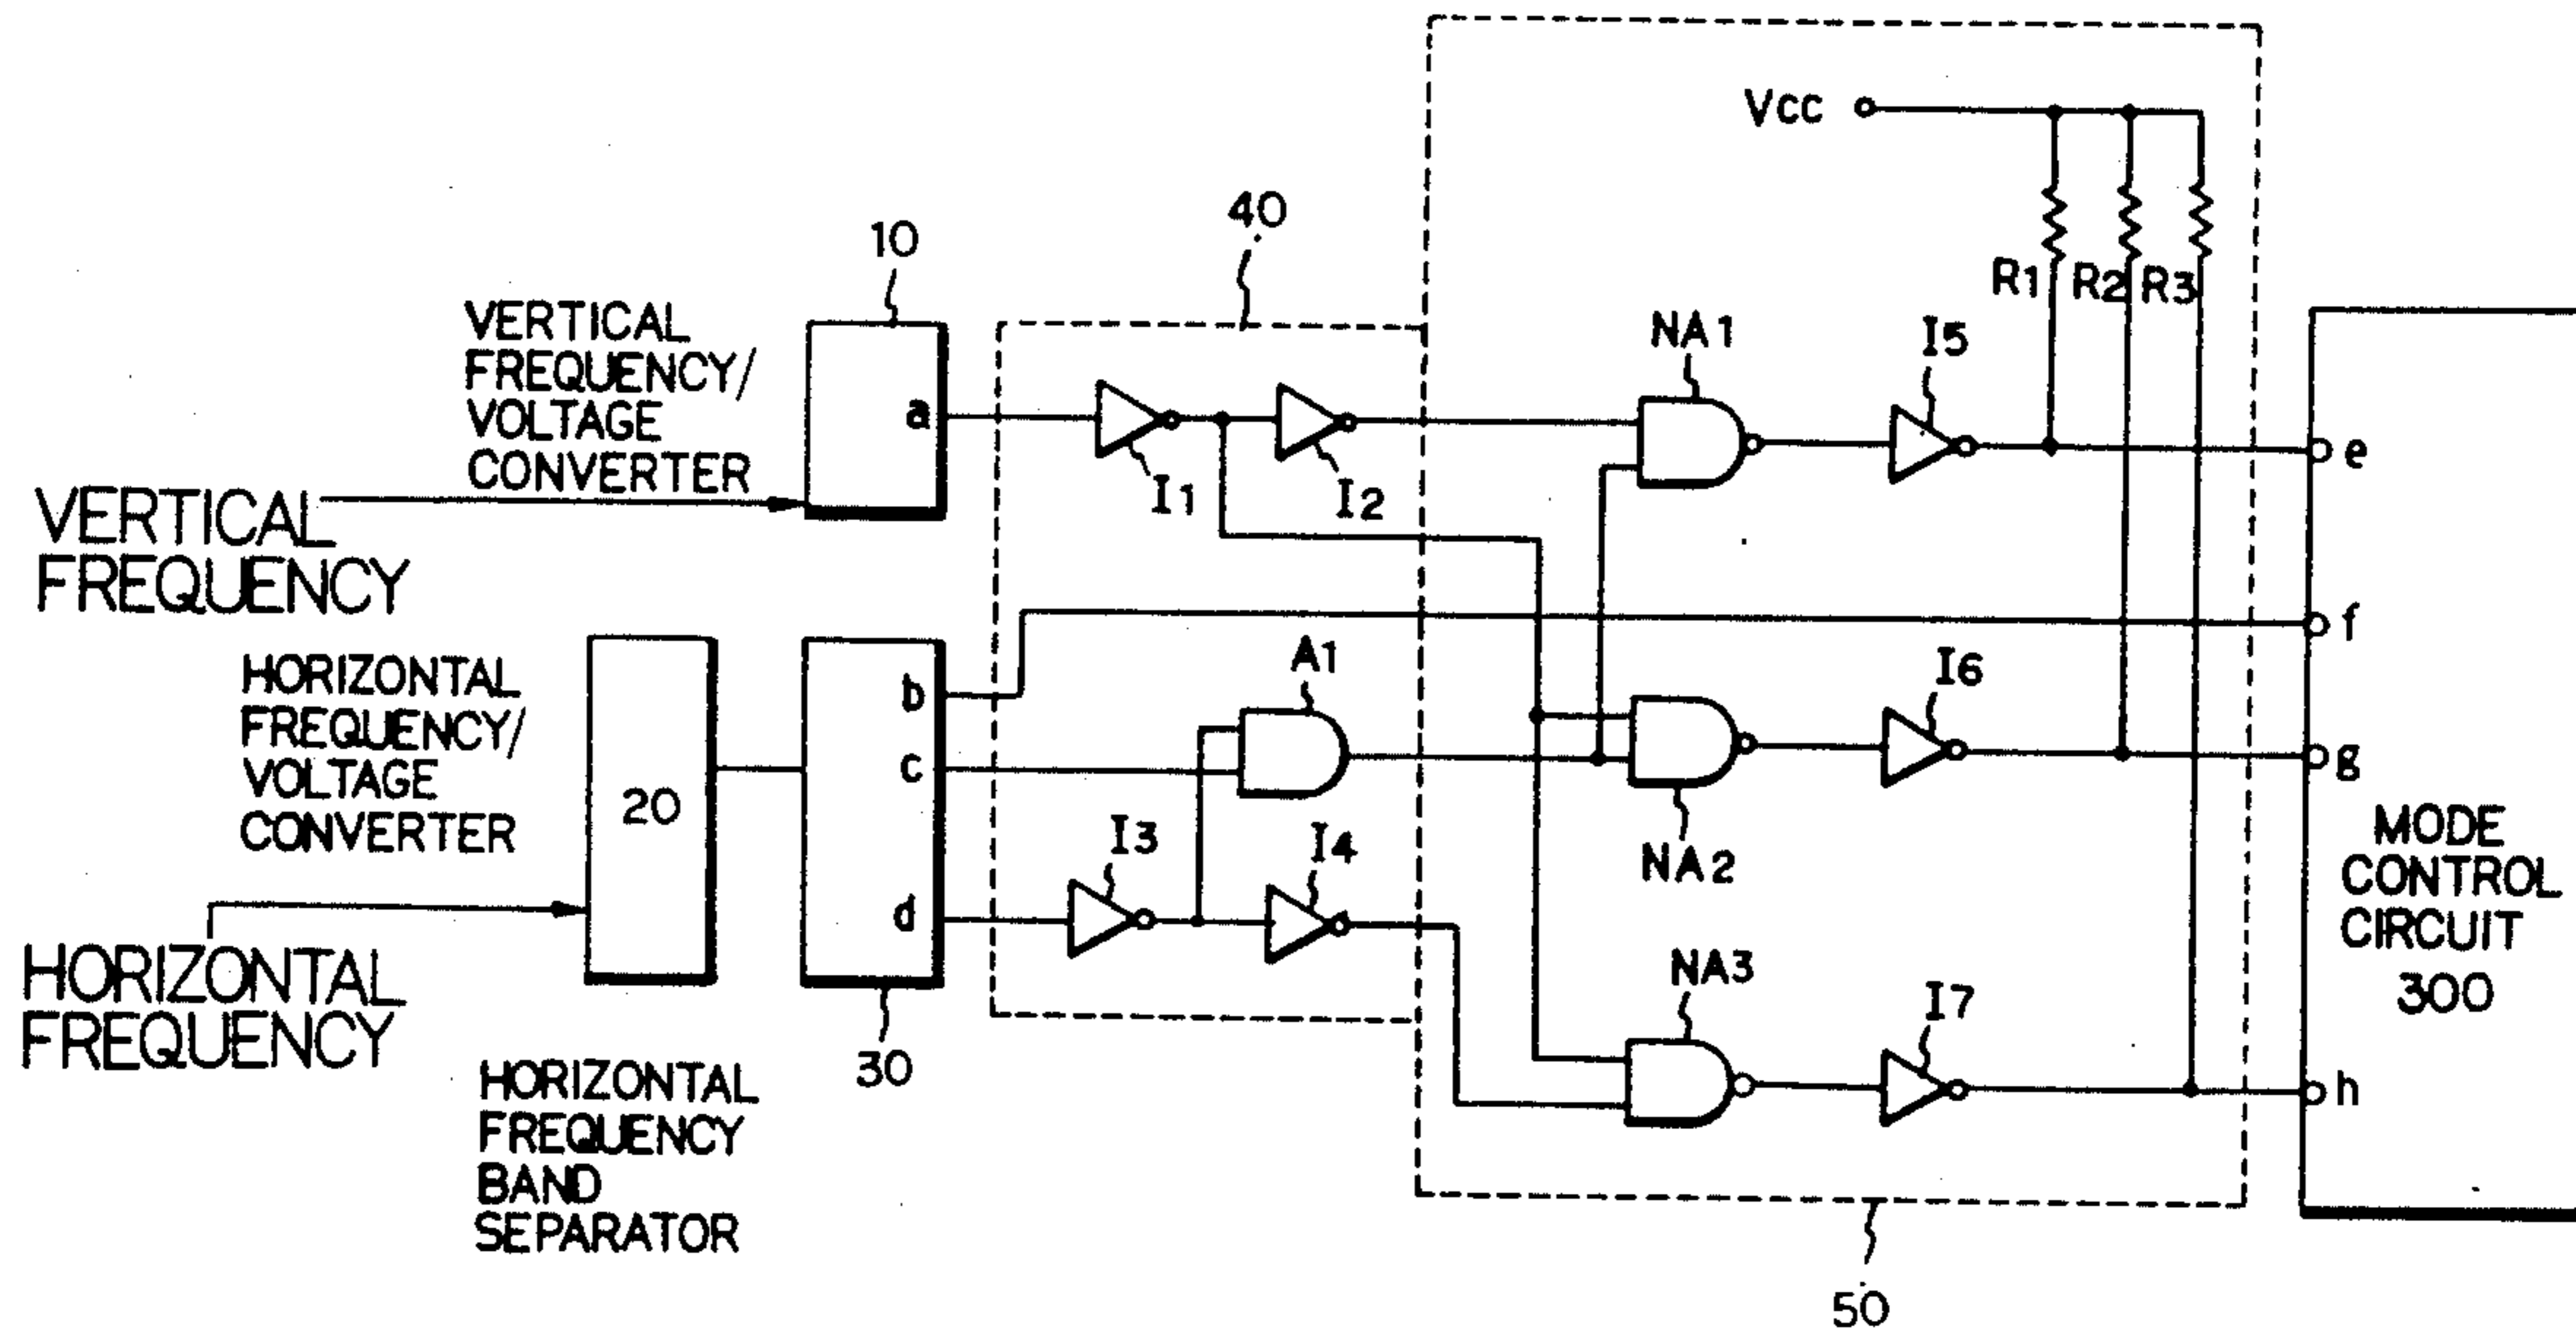 Vcc
40
10
R1
R2
R3
VERTICAL
FREQUENCY/
VOLTAGE
CONVERTER
NA1
I5
a
I1
I2
e
VERTICAL
FREQUENCY
f
HORIZONTAL
FREQUENCY/
VOLTAGE
CONVERTER
20
b
c
d
A1
I6
g
NA2
I3
I4
MODE
CONTROL
CIRCUIT
300
HORIZONTAL
FREQUENCY
NA3
I7
h
30
HORIZONTAL
FREQUENCY
BAND
SEPARATOR
50